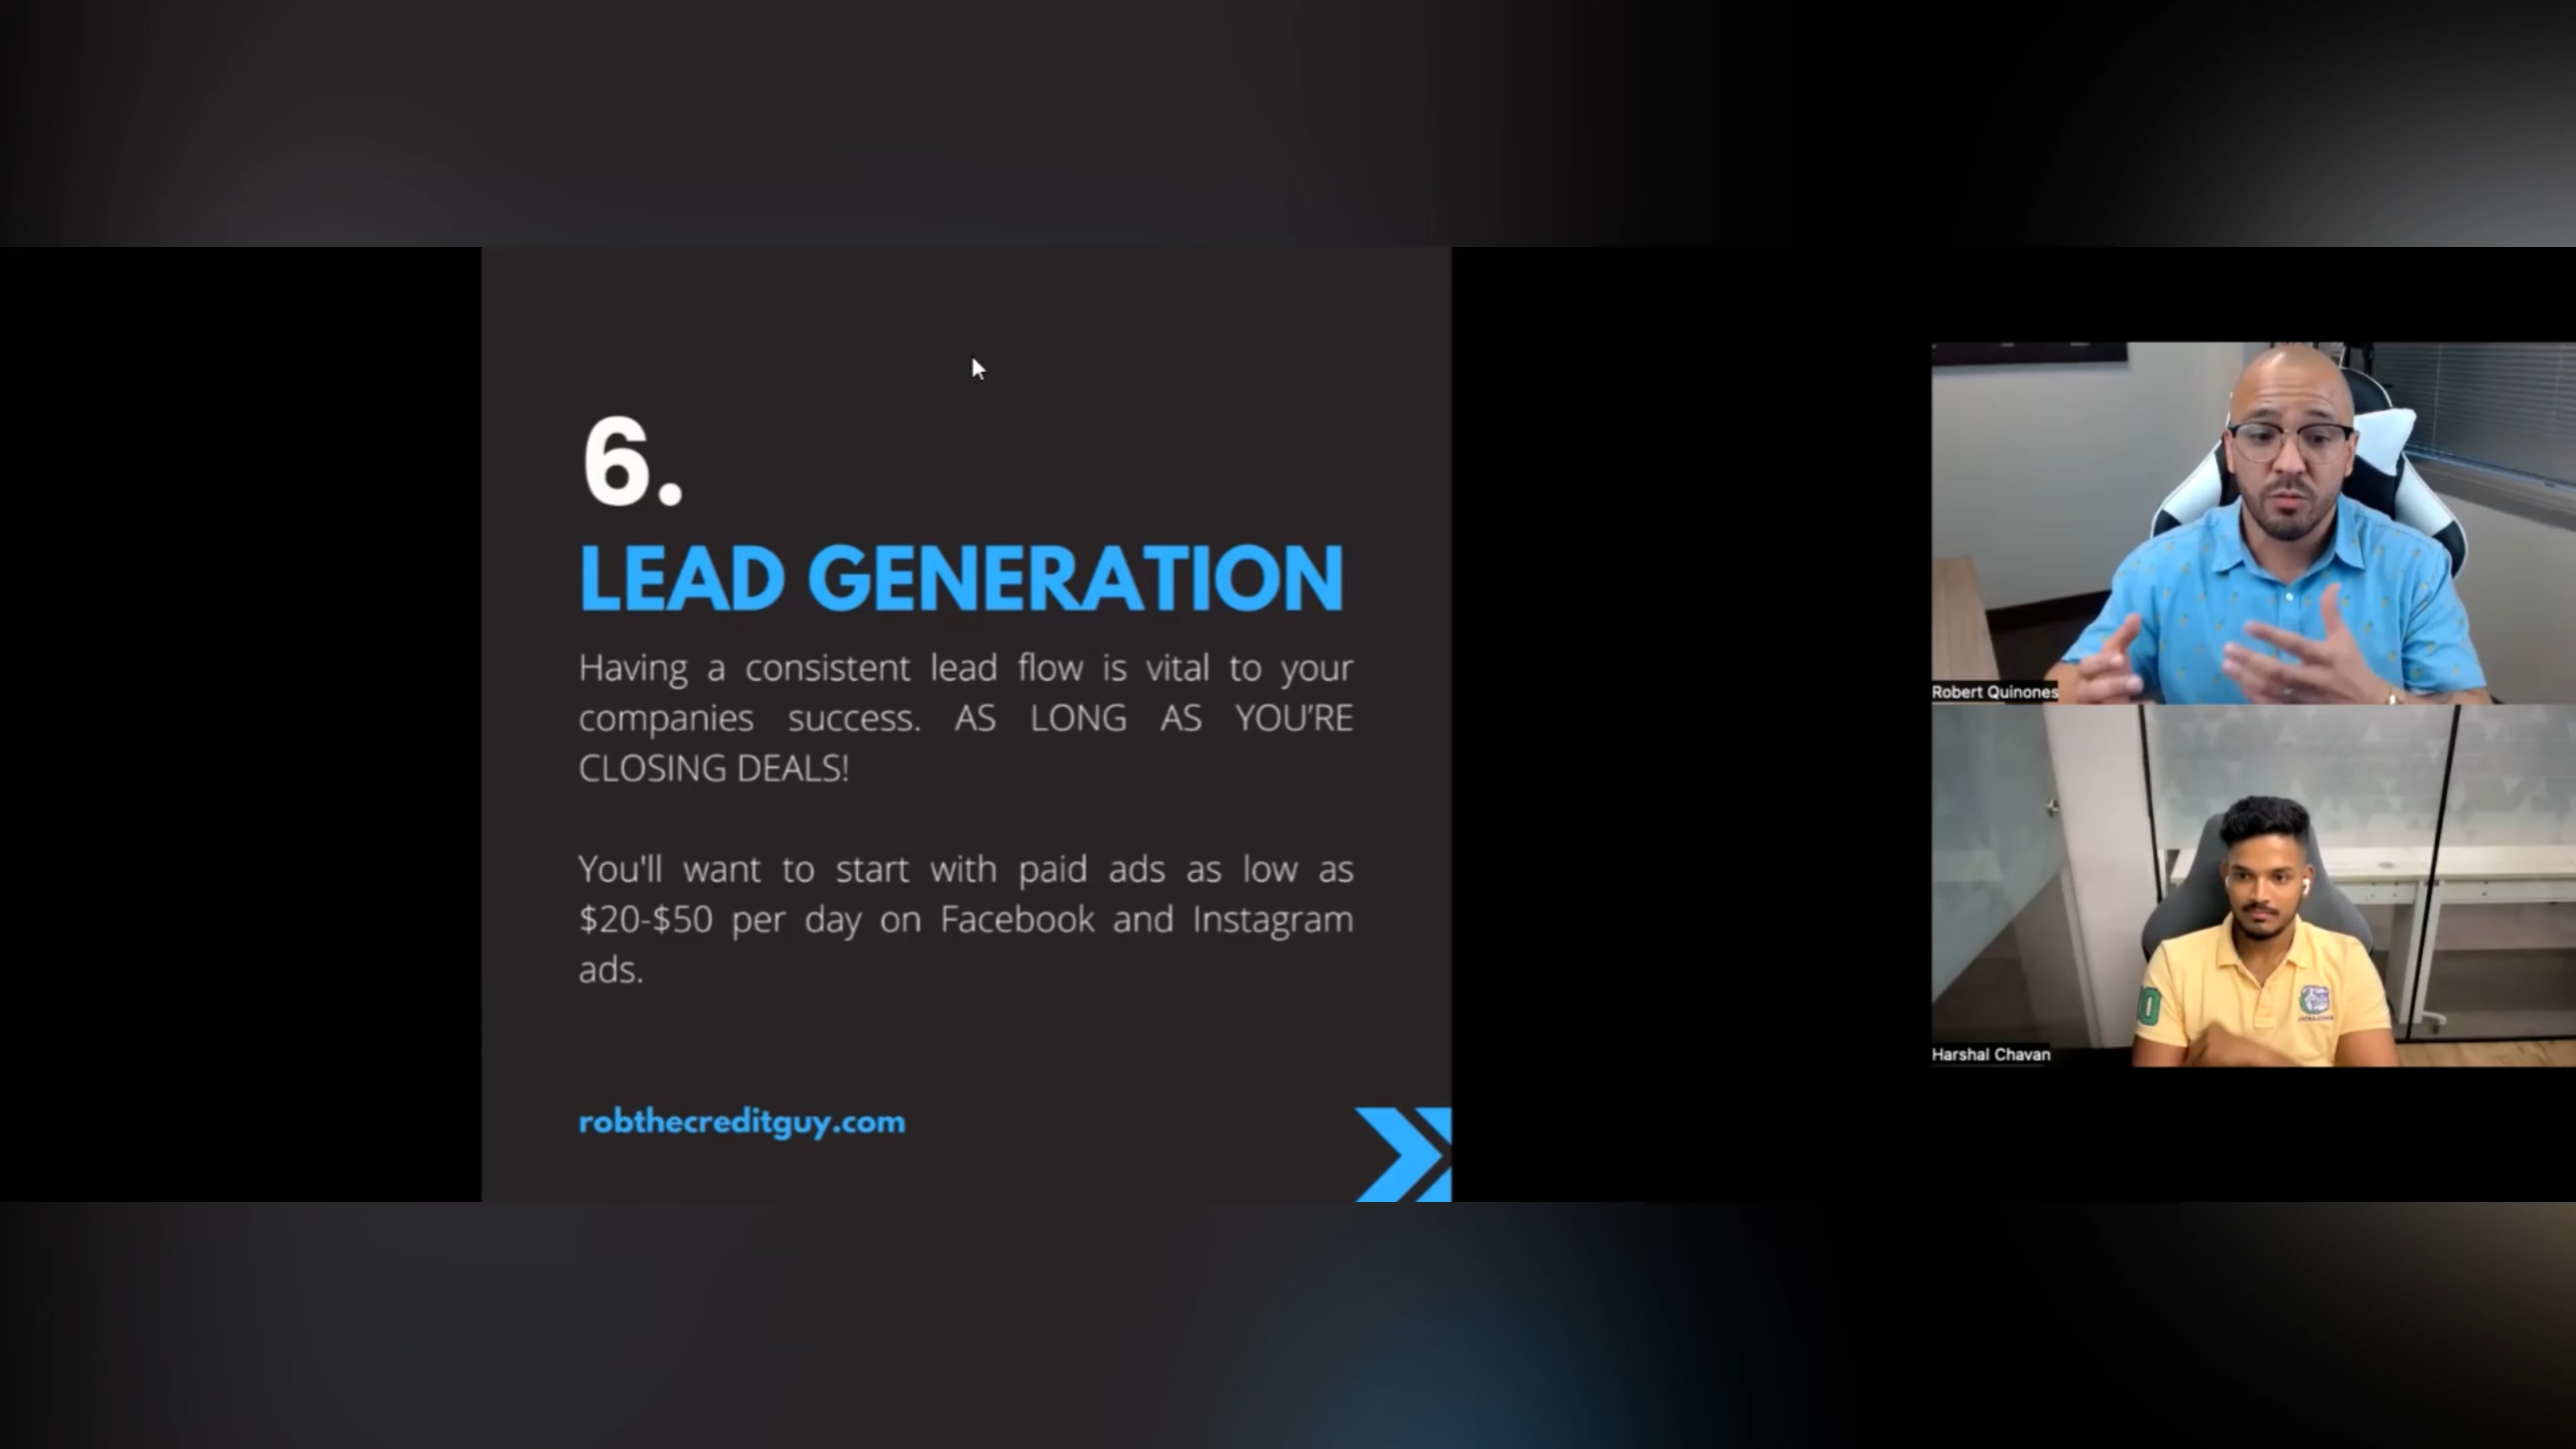 6.
LEAD GENERATION
Having a consistent lead flow is vital to your
companies success. AS LONG AS YOU'RE
CLOSING DEALS!
You'll want to start with paid ads as low as
$20-$50 per day on Facebook and Instagram
ads.
robthecreditguy.com
Robert Quinones
Harshal Chavan